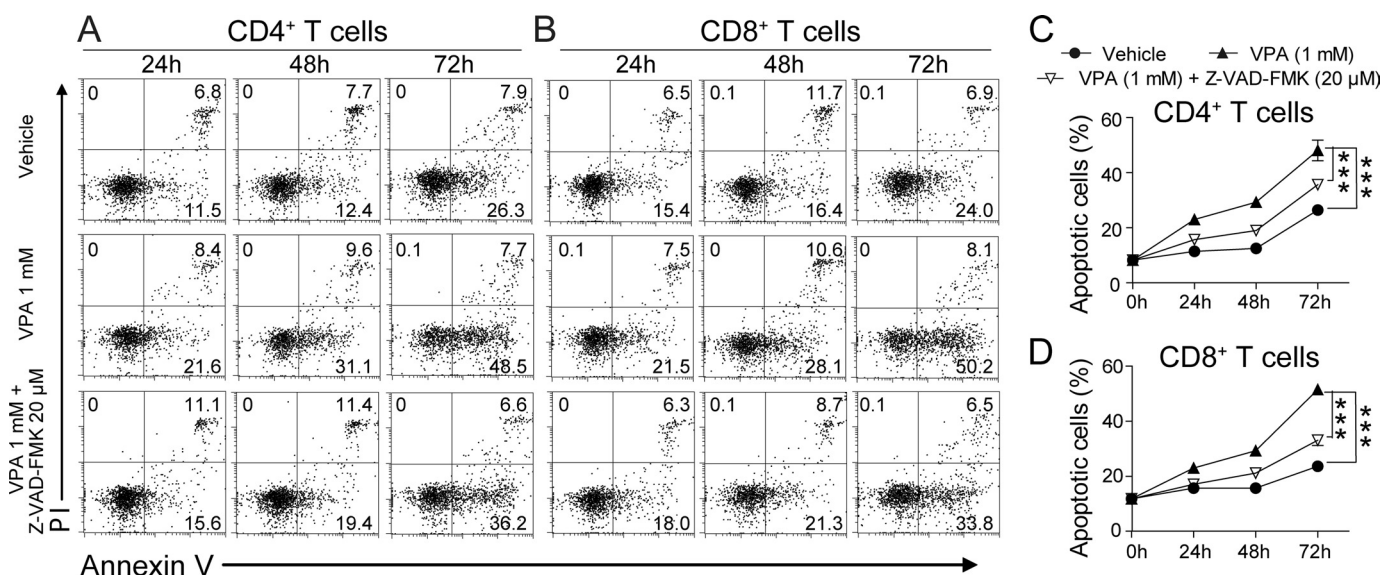 A
CD4⁺ T cells
24h
48h
72h
B
CD8⁺ T cells
24h
48h
72h
Vehicle
0 6.8
11.5
0 7.7
12.4
0 7.9
26.3
0 6.5
15.4
0.1 11.7
16.4
0.1 6.9
24.0
VPA 1 mM
0 8.4
21.6
0 9.6
31.1
0.1 7.7
48.5
0.1 7.5
21.5
0 10.6
28.1
0.1 8.1
50.2
VPA 1 mM +
Z-VAD-FMK 20 µM
0 11.1
15.6
0 11.4
19.4
0 6.6
36.2
0 6.3
18.0
0.1 8.7
21.3
0.1 6.5
33.8
PI
Annexin V
C
Vehicle
VPA (1 mM)
VPA (1 mM) + Z-VAD-FMK (20 µM)
CD4⁺ T cells
Apoptotic cells (%)
60
40
20
0
0h 24h 48h 72h
***
***
D
CD8⁺ T cells
Apoptotic cells (%)
60
40
20
0
0h 24h 48h 72h
***
***